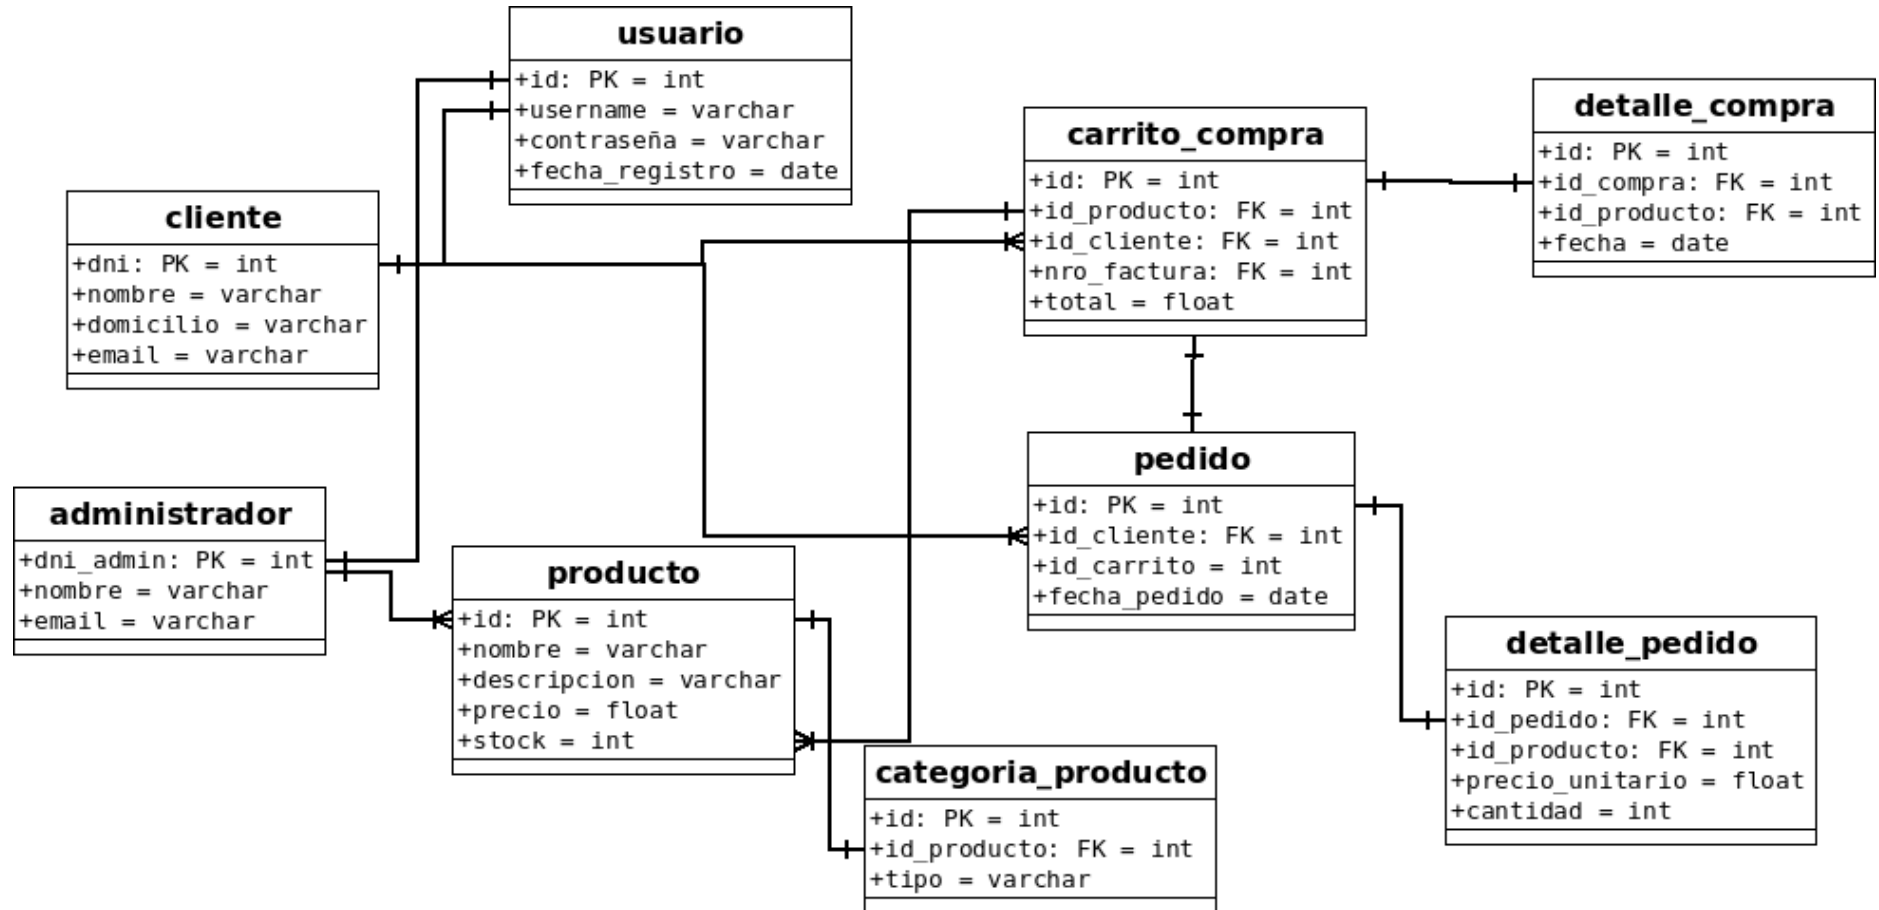 usuario
+id: PK = int
+username = varchar
+contraseña = varchar
+fecha_registro = date
cliente
+dni: PK = int
+nombre = varchar
+domicilio = varchar
+email = varchar
carrito_compra
+id: PK = int
+id_producto: FK = int
+id_cliente: FK = int
+nro_factura: FK = int
+total = float
detalle_compra
+id: PK = int
+id_compra: FK = int
+id_producto: FK = int
+fecha = date
administrador
+dni_admin: PK = int
+nombre = varchar
+email = varchar
producto
+id: PK = int
+nombre = varchar
+descripcion = varchar
+precio = float
+stock = int
pedido
+id: PK = int
+id_cliente: FK = int
+id_carrito = int
+fecha_pedido = date
categoria_producto
+id: PK = int
+id_producto: FK = int
+tipo = varchar
detalle_pedido
+id: PK = int
+id_pedido: FK = int
+id_producto: FK = int
+precio_unitario = float
+cantidad = int